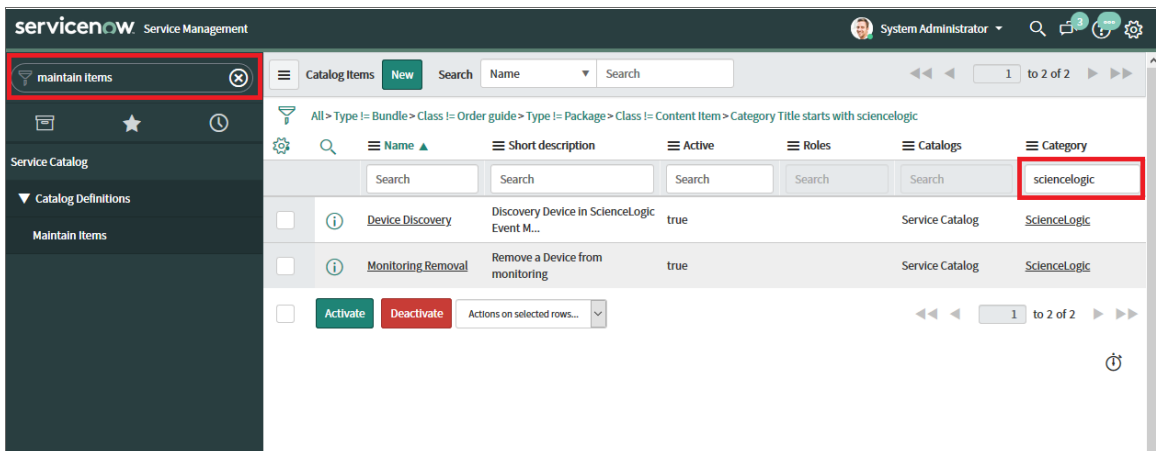 servicenow Service Management
System Administrator
3
maintain items
Catalog Items New Search Name Search
1 to 2 of 2
All > Type != Bundle > Class != Order guide > Type != Package > Class != Content Item > Category Title starts with sciencelogic
Name Short description Active Roles Catalogs Category
Search Search Search Search Search sciencelogic
Service Catalog
Catalog Definitions
Maintain Items
Device Discovery
Discovery Device in ScienceLogic
Event M...
true
Service Catalog
ScienceLogic
Monitoring Removal
Remove a Device from
monitoring
true
Service Catalog
ScienceLogic
Activate Deactivate Actions on selected rows...
1 to 2 of 2